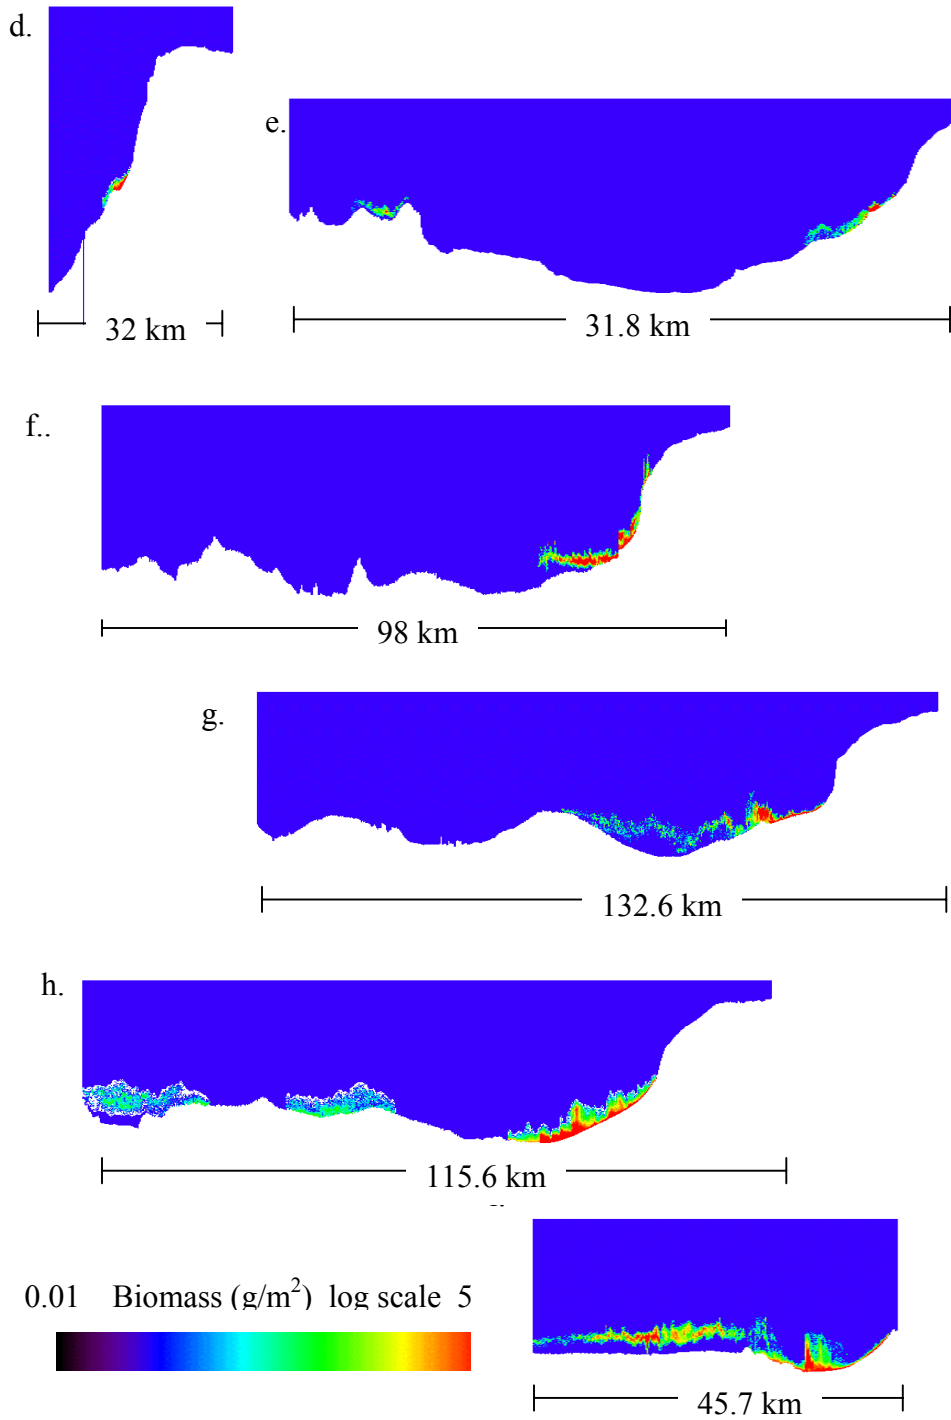 d.
e.
32 km
31.8 km
f..
98 km
g.
132.6 km
h.
115.6 km
0.01 Biomass (g/m²) log scale 5
45.7 km